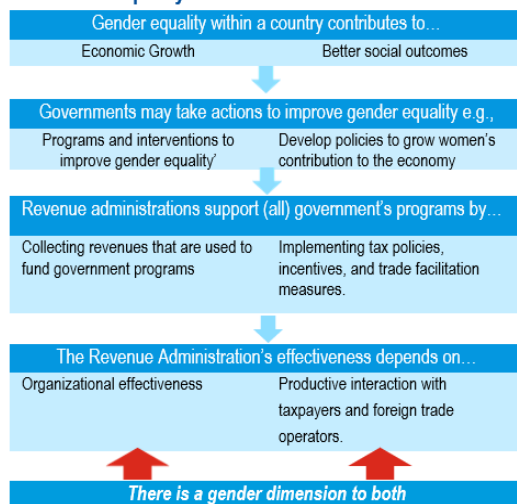 Gender equality within a country contributes to…
Economic Growth
Better social outcomes
Governments may take actions to improve gender equality e.g.,
Programs and interventions to
improve gender equality'
Develop policies to grow women's
contribution to the economy
Revenue administrations support (all) government's programs by…
Collecting revenues that are used to
fund government programs
Implementing tax policies,
incentives, and trade facilitation
measures.
The Revenue Administration's effectiveness depends on…
Organizational effectiveness
Productive interaction with
taxpayers and foreign trade
operators.
There is a gender dimension to both